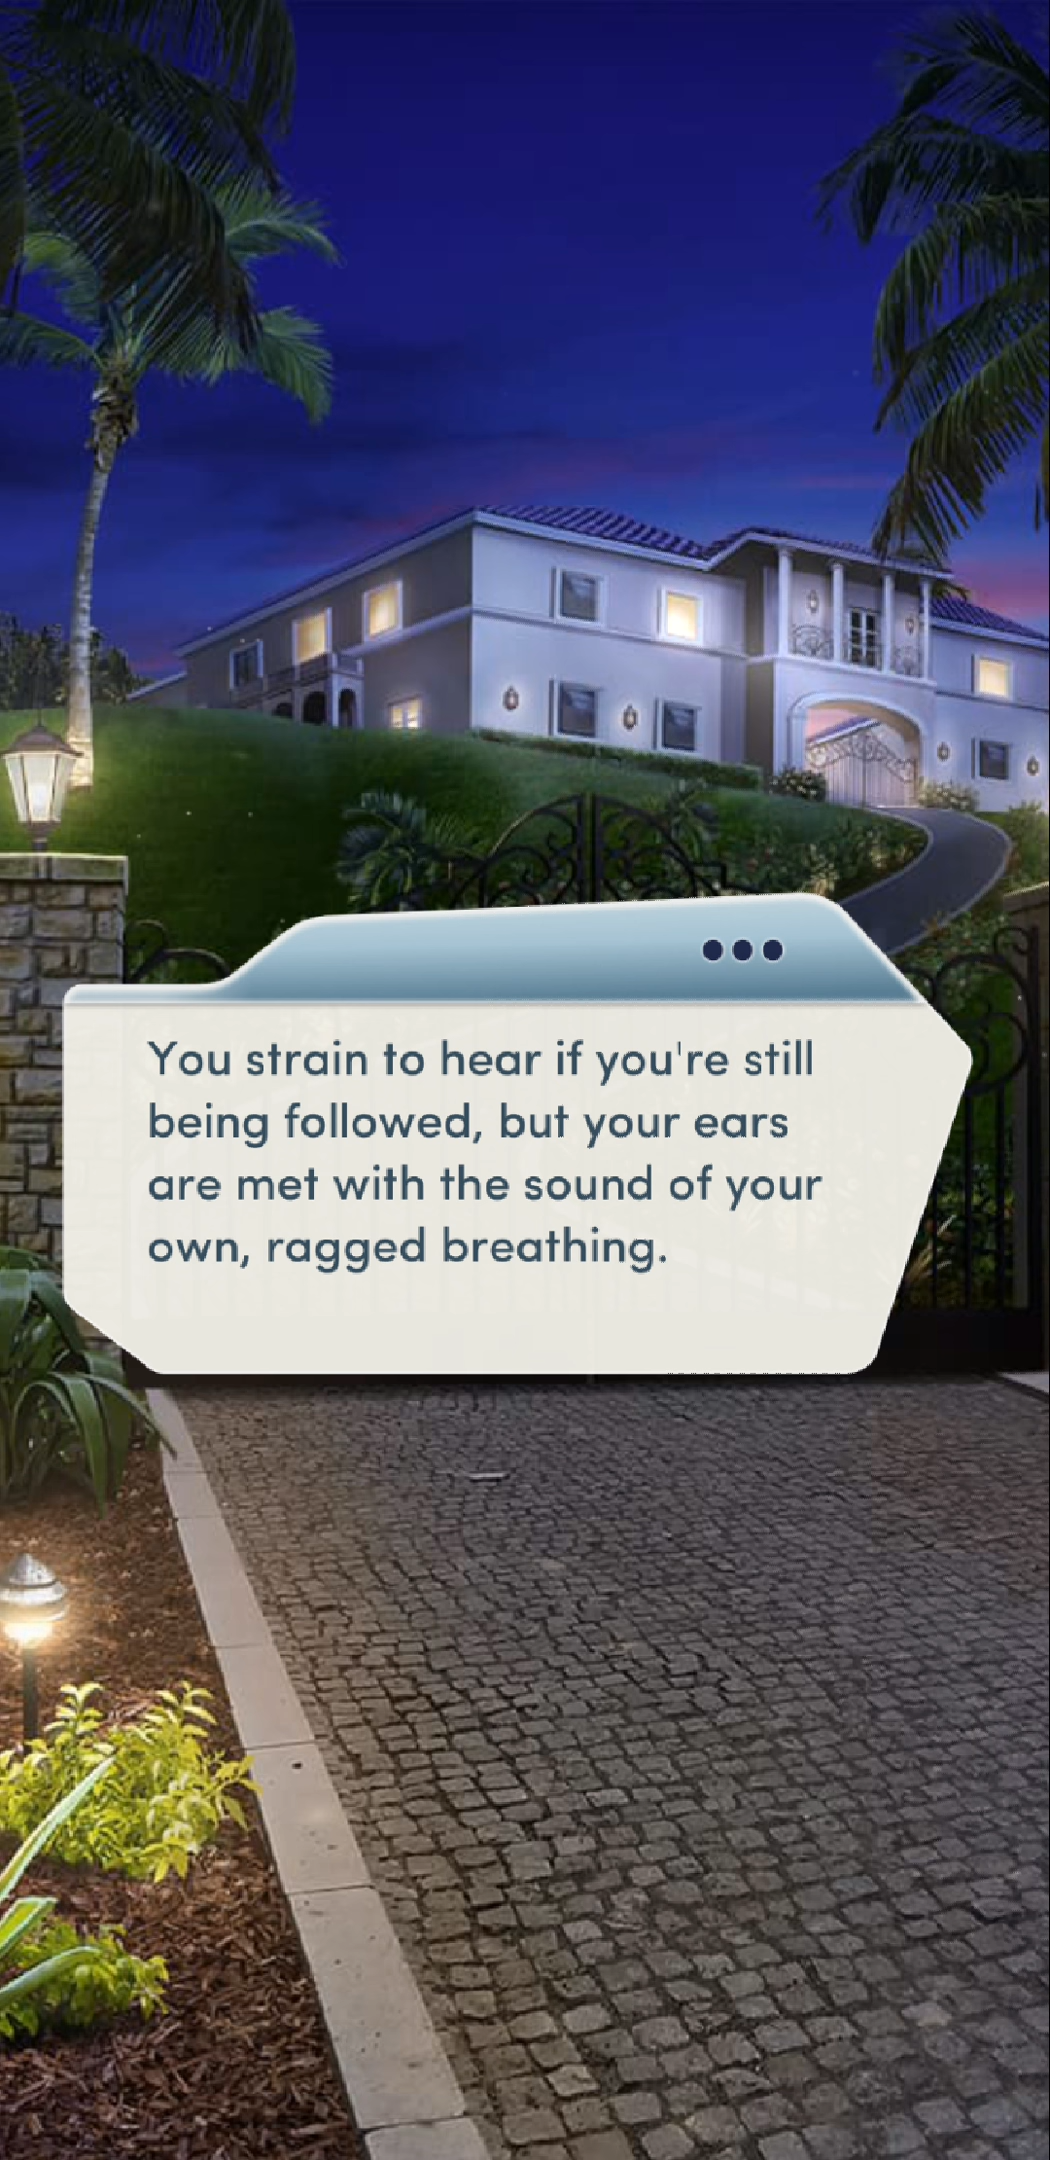 You strain to hear if you're still
being followed, but your ears
are met with the sound of your
own, ragged breathing.